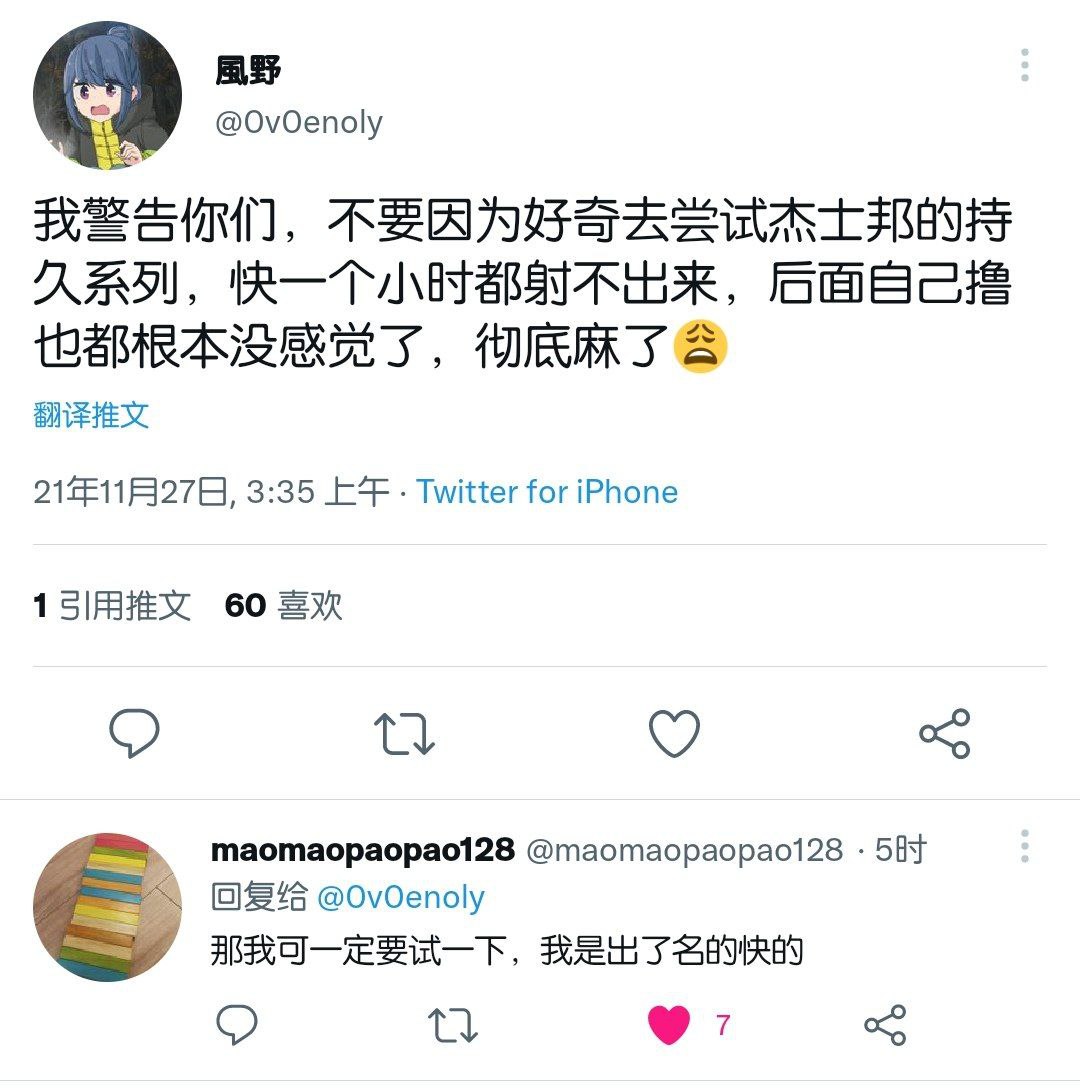 風野
@OvOenoly
我警告你们，不要因为好奇去尝试杰士邦的持
久系列，快一个小时都射不出来，后面自己撸
也都根本没感觉了，彻底麻了😩
翻译推文
21年11月27日, 3:35 上午 · Twitter for iPhone
1 引用推文 60 喜欢
maomaopaopao128 @maomaopaopao128 · 5时
回复给 @OvOenoly
那我可一定要试一下，我是出了名的快的
7